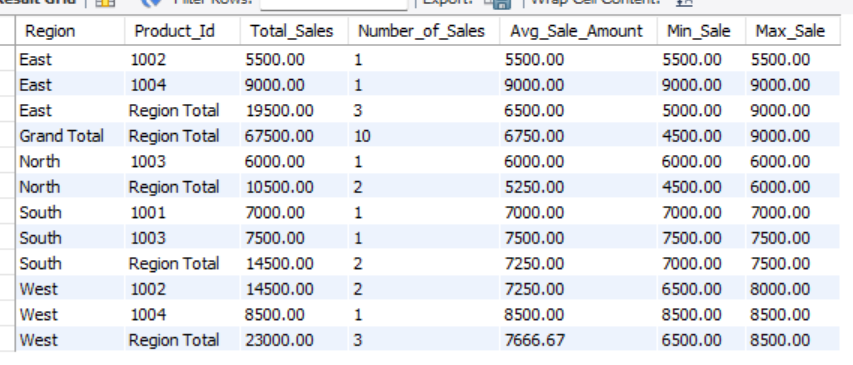 Result Grid | Filter Rows: | Export: | Wrap Cell Content:
Region Product_Id Total_Sales Number_of_Sales Avg_Sale_Amount Min_Sale Max_Sale
East 1002 5500.00 1 5500.00 5500.00 5500.00
East 1004 9000.00 1 9000.00 9000.00 9000.00
East Region Total 19500.00 3 6500.00 5000.00 9000.00
Grand Total Region Total 67500.00 10 6750.00 4500.00 9000.00
North 1003 6000.00 1 6000.00 6000.00 6000.00
North Region Total 10500.00 2 5250.00 4500.00 6000.00
South 1001 7000.00 1 7000.00 7000.00 7000.00
South 1003 7500.00 1 7500.00 7500.00 7500.00
South Region Total 14500.00 2 7250.00 7000.00 7500.00
West 1002 14500.00 2 7250.00 6500.00 8000.00
West 1004 8500.00 1 8500.00 8500.00 8500.00
West Region Total 23000.00 3 7666.67 6500.00 8500.00